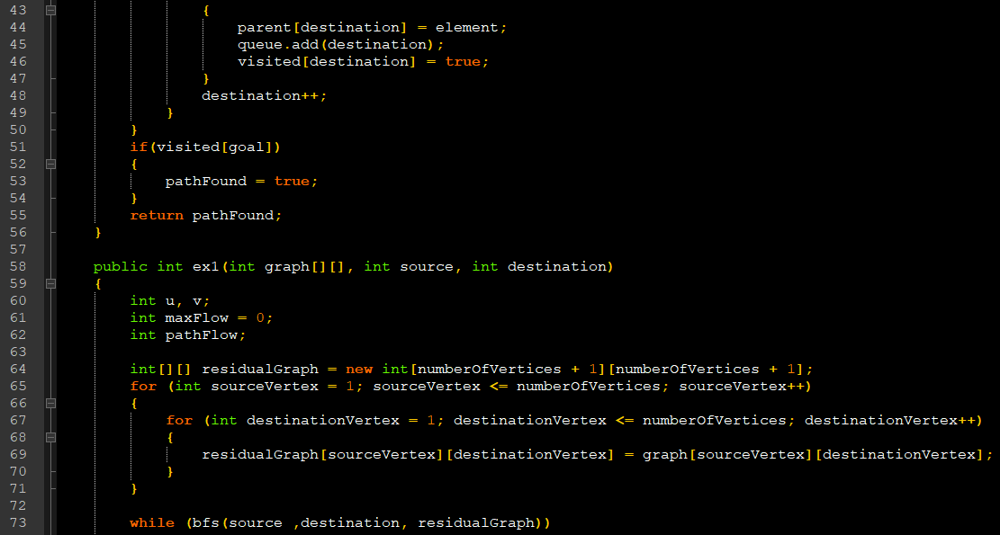 43 {
44 parent[destination] = element;
45 queue.add(destination);
46 visited[destination] = true;
47 }
48 destination++;
49 }
50 }
51 if(visited[goal])
52 {
53 pathFound = true;
54 }
55 return pathFound;
56 }
57
58 public int ex1(int graph[][], int source, int destination)
59 {
60 int u, v;
61 int maxFlow = 0;
62 int pathFlow;
63
64 int[][] residualGraph = new int[numberOfVertices + 1][numberOfVertices + 1];
65 for (int sourceVertex = 1; sourceVertex <= numberOfVertices; sourceVertex++)
66 {
67 for (int destinationVertex = 1; destinationVertex <= numberOfVertices; destinationVertex++)
68 {
69 residualGraph[sourceVertex][destinationVertex] = graph[sourceVertex][destinationVertex];
70 }
71 }
72
73 while (bfs(source ,destination, residualGraph))